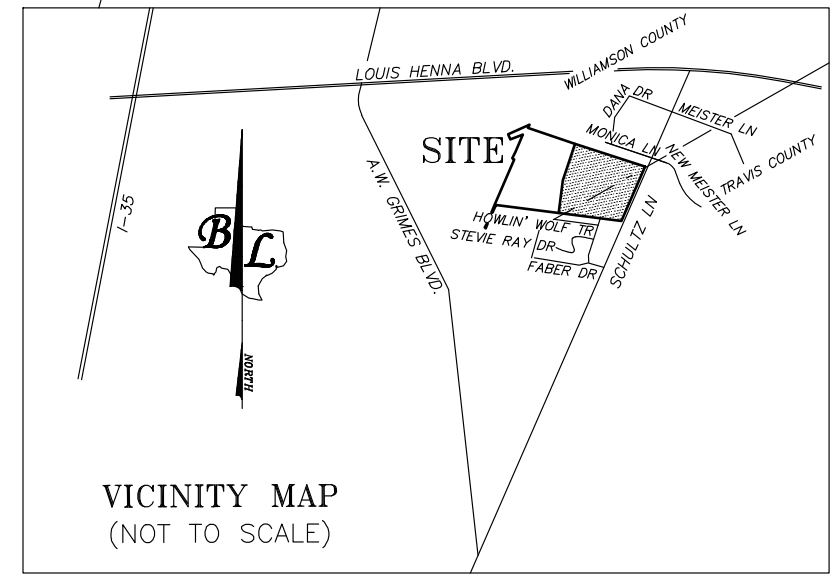 WILLIAMSON COUNTY
LOUIS HENNA BLVD.
DANA DR
MEISTER LN
MONICA LN
SITE
NEW MEISTER LN
TRAVIS COUNTY
A.W. GRIMES BLVD.
I-35
B L
HOWLIN' WOLF TR
STEVIE RAY DR
FABER DR
SCHULTZ LN
NORTH
VICINITY MAP
(NOT TO SCALE)